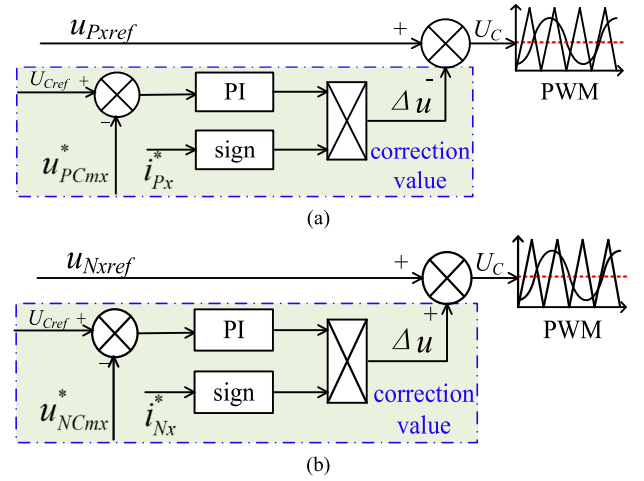 u_Pxref + U_C
U_Cref + PI Δu -
PWM
−
u*_PCmx i*_Px sign correction
value
(a)
u_Nxref + U_C
U_Cref + PI Δu +
PWM
−
u*_NCmx i*_Nx sign correction
value
(b)